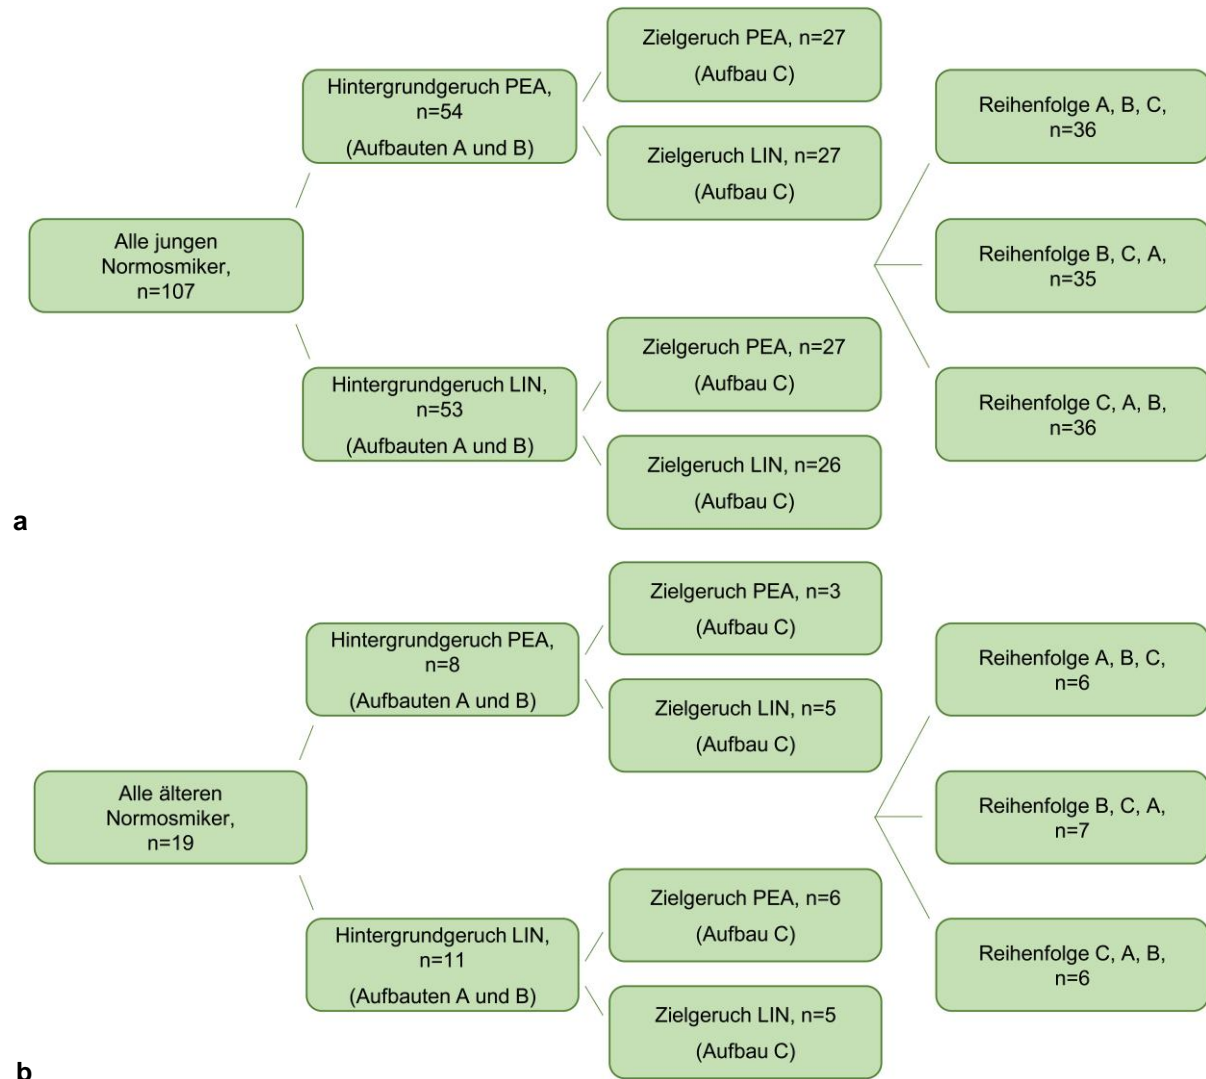 Alle jungen
Normosmiker,
n=107
Hintergrundgeruch PEA,
n=54
(Aufbauten A und B)
Hintergrundgeruch LIN,
n=53
(Aufbauten A und B)
Zielgeruch PEA, n=27
(Aufbau C)
Zielgeruch LIN, n=27
(Aufbau C)
Zielgeruch PEA, n=27
(Aufbau C)
Zielgeruch LIN, n=26
(Aufbau C)
Reihenfolge A, B, C,
n=36
Reihenfolge B, C, A,
n=35
Reihenfolge C, A, B,
n=36
a
Alle älteren
Normosmiker,
n=19
Hintergrundgeruch PEA,
n=8
(Aufbauten A und B)
Hintergrundgeruch LIN,
n=11
(Aufbauten A und B)
Zielgeruch PEA, n=3
(Aufbau C)
Zielgeruch LIN, n=5
(Aufbau C)
Zielgeruch PEA, n=6
(Aufbau C)
Zielgeruch LIN, n=5
(Aufbau C)
Reihenfolge A, B, C,
n=6
Reihenfolge B, C, A,
n=7
Reihenfolge C, A, B,
n=6
b